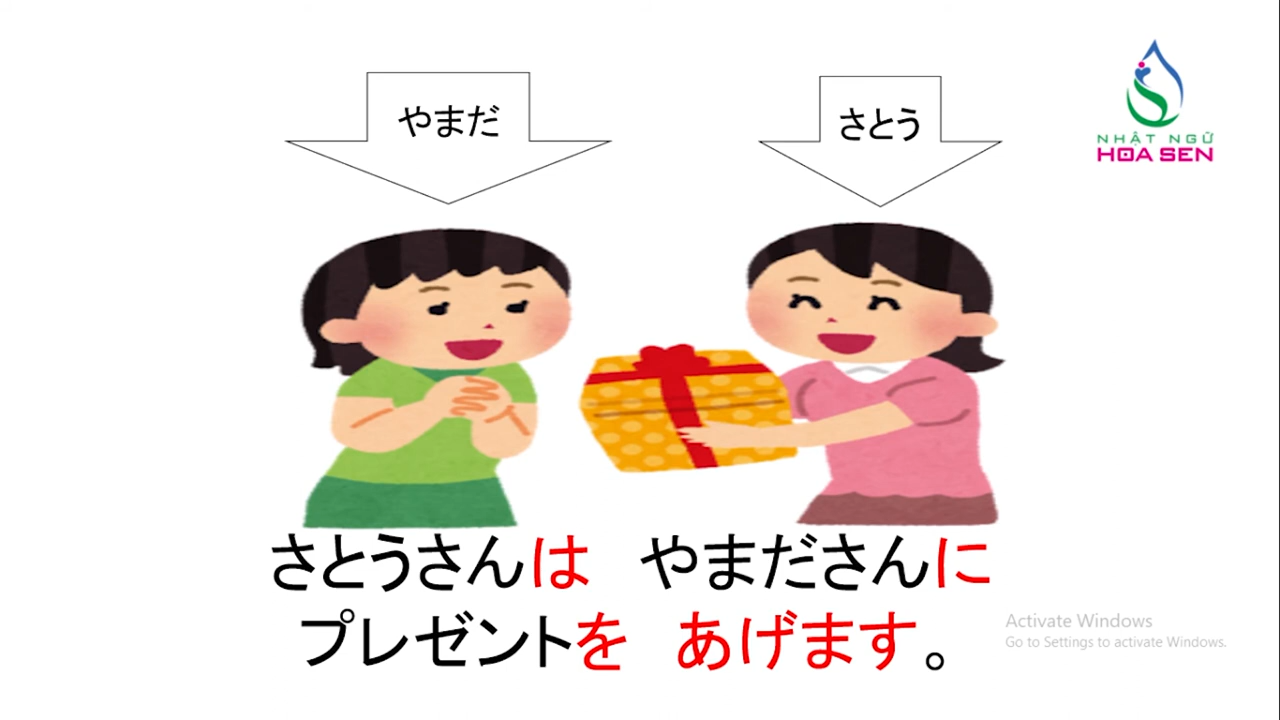 やまだ
さとう
NHẬT NGỮ
HOA SEN
さとうさんは　やまださんに
プレゼントを　あげます。
Activate Windows
Go to Settings to activate Windows.